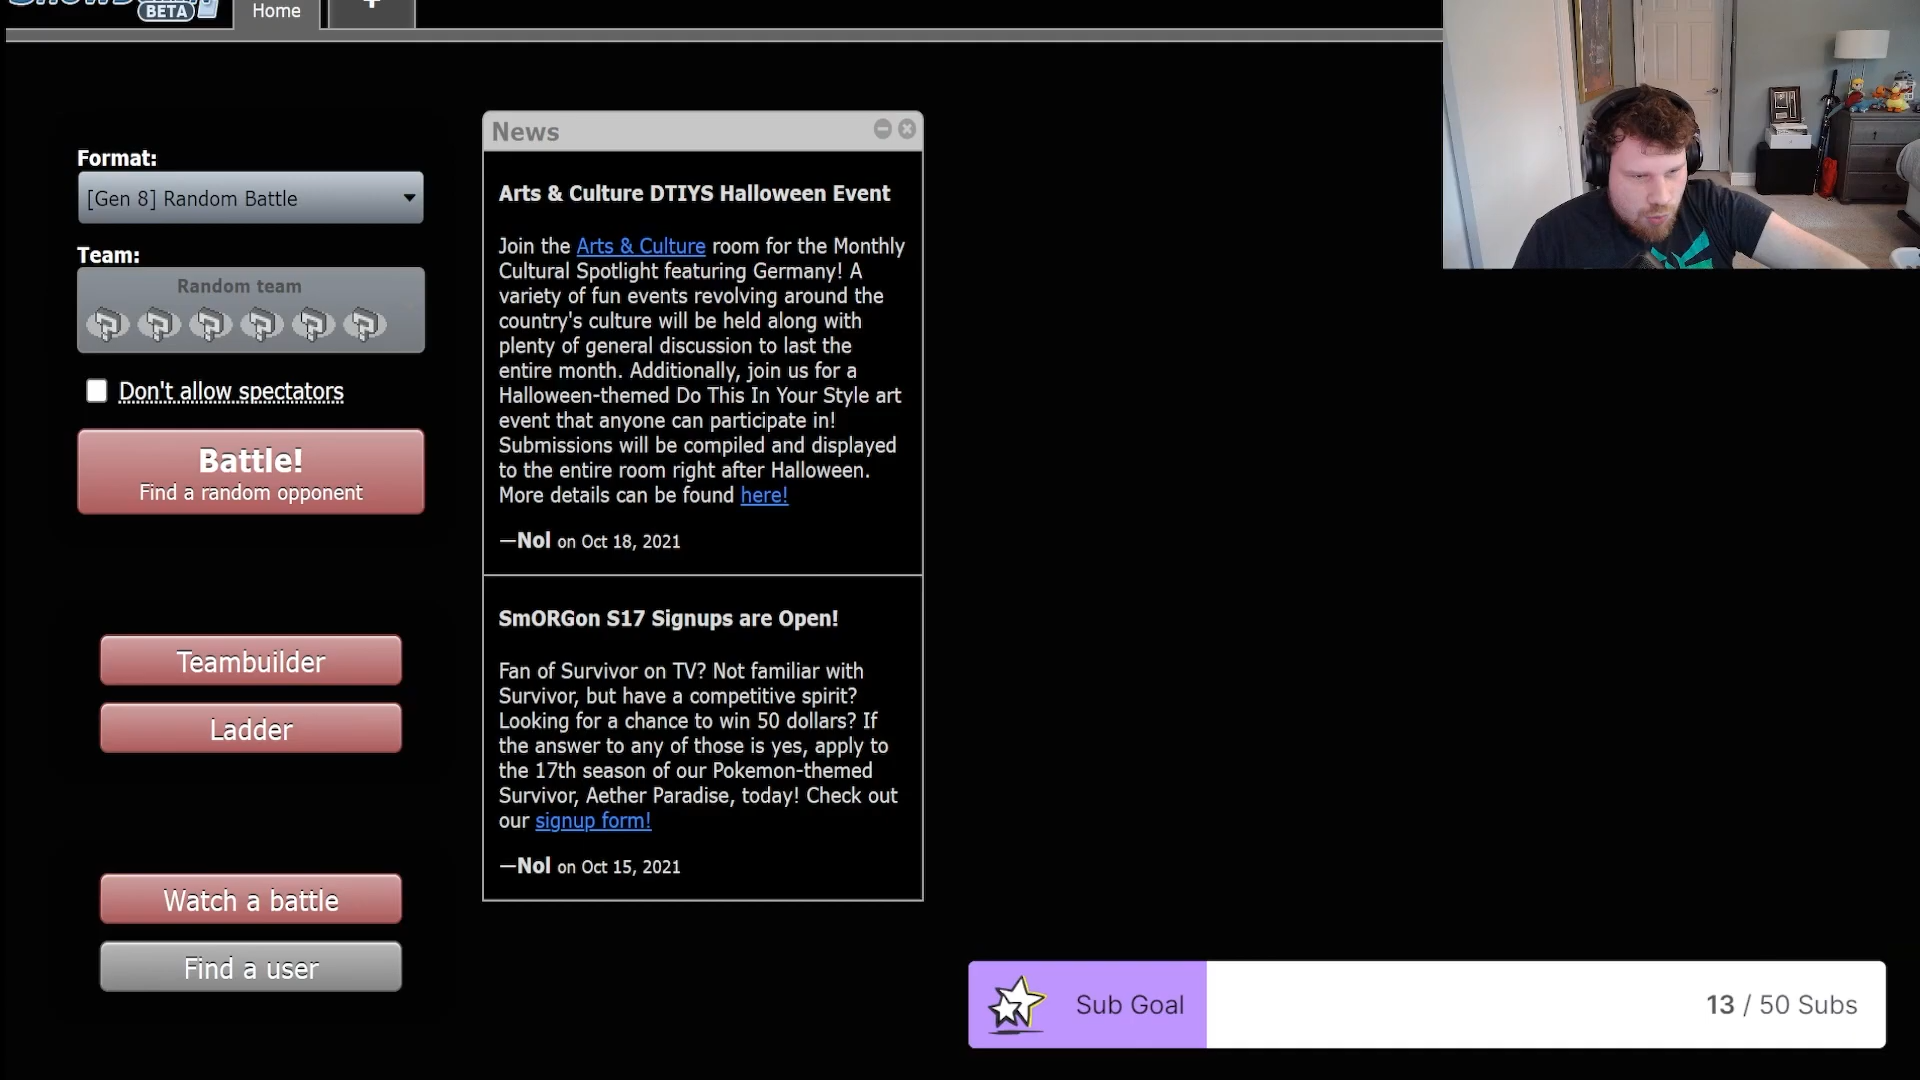 BETA
Home
+
Format:
[Gen 8] Random Battle
Team:
Random team
Don't allow spectators
Battle!
Find a random opponent
Teambuilder
Ladder
Watch a battle
Find a user
News
Arts & Culture DTIYS Halloween Event
Join the Arts & Culture room for the Monthly
Cultural Spotlight featuring Germany! A
variety of fun events revolving around the
country's culture will be held along with
plenty of general discussion to last the
entire month. Additionally, join us for a
Halloween-themed Do This In Your Style art
event that anyone can participate in!
Submissions will be compiled and displayed
to the entire room right after Halloween.
More details can be found here!
—Nol on Oct 18, 2021
SmORGon S17 Signups are Open!
Fan of Survivor on TV? Not familiar with
Survivor, but have a competitive spirit?
Looking for a chance to win 50 dollars? If
the answer to any of those is yes, apply to
the 17th season of our Pokemon-themed
Survivor, Aether Paradise, today! Check out
our signup form!
—Nol on Oct 15, 2021
Sub Goal
13 / 50 Subs